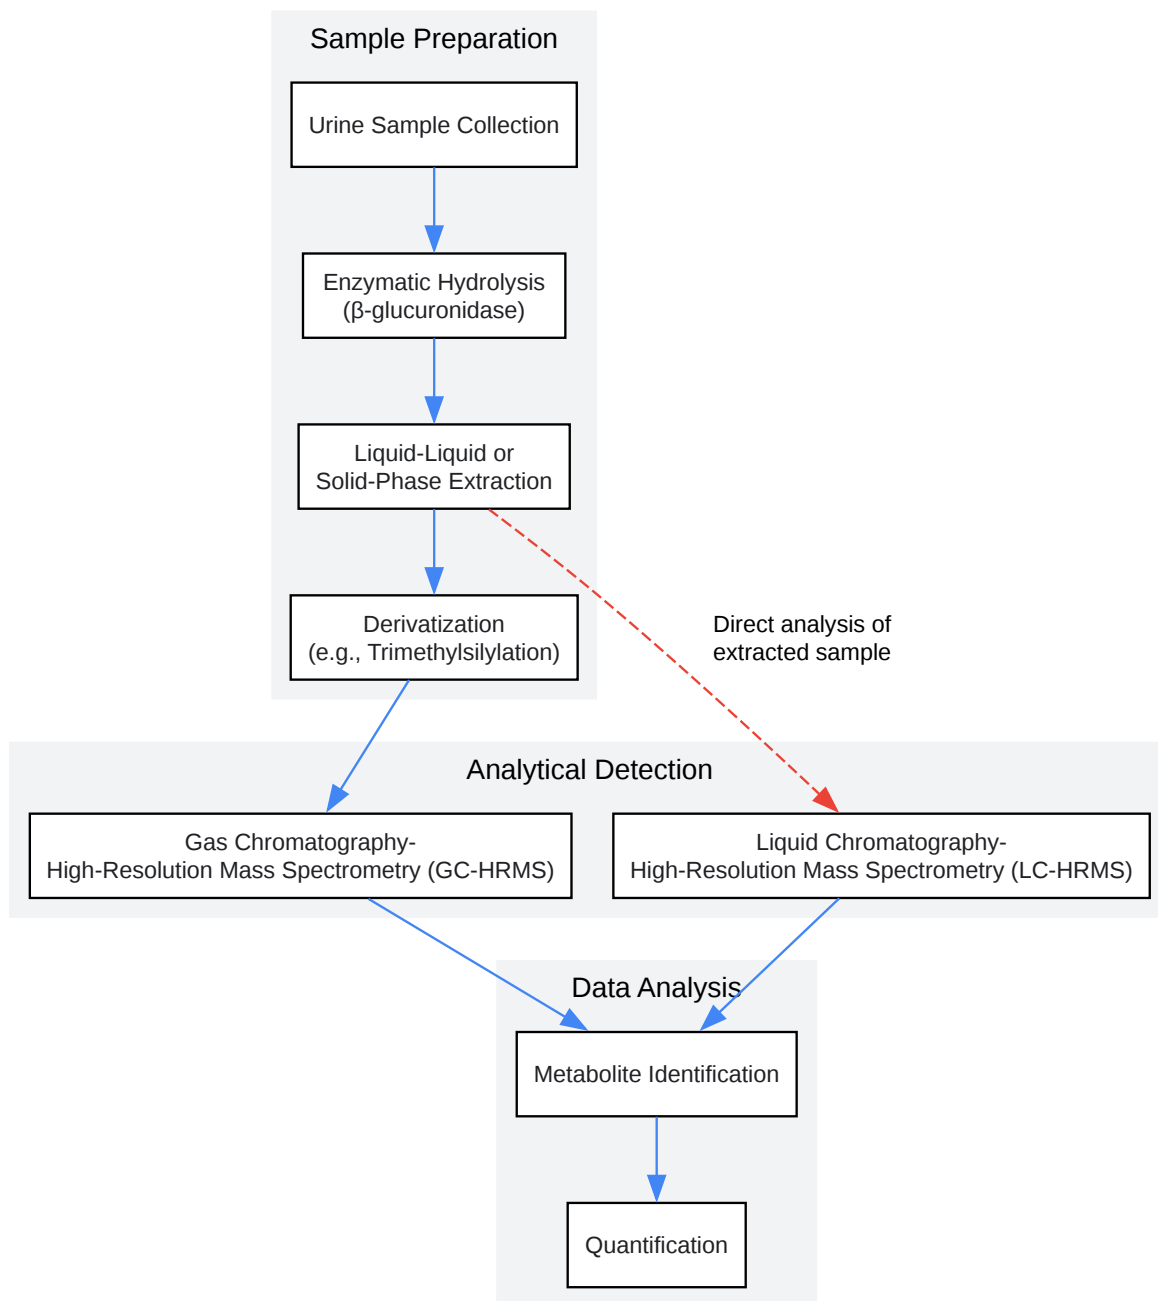 Sample Preparation
Urine Sample Collection
Enzymatic Hydrolysis
(β-glucuronidase)
Liquid-Liquid or
Solid-Phase Extraction
Derivatization
(e.g., Trimethylsilylation)
Direct analysis of
extracted sample
Analytical Detection
Gas Chromatography-
High-Resolution Mass Spectrometry (GC-HRMS)
Liquid Chromatography-
High-Resolution Mass Spectrometry (LC-HRMS)
Data Analysis
Metabolite Identification
Quantification